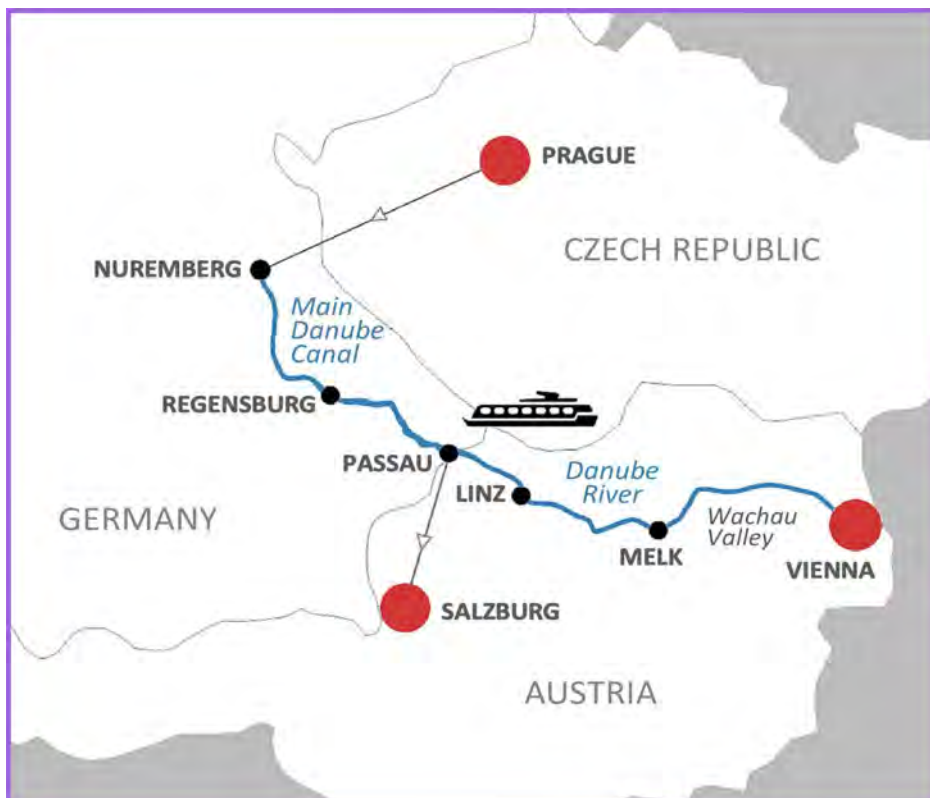 PRAGUE
CZECH REPUBLIC
NUREMBERG
Main
Danube
Canal
REGENSBURG
PASSAU
LINZ
Danube
River
GERMANY
Wachau
Valley
MELK
VIENNA
SALZBURG
AUSTRIA